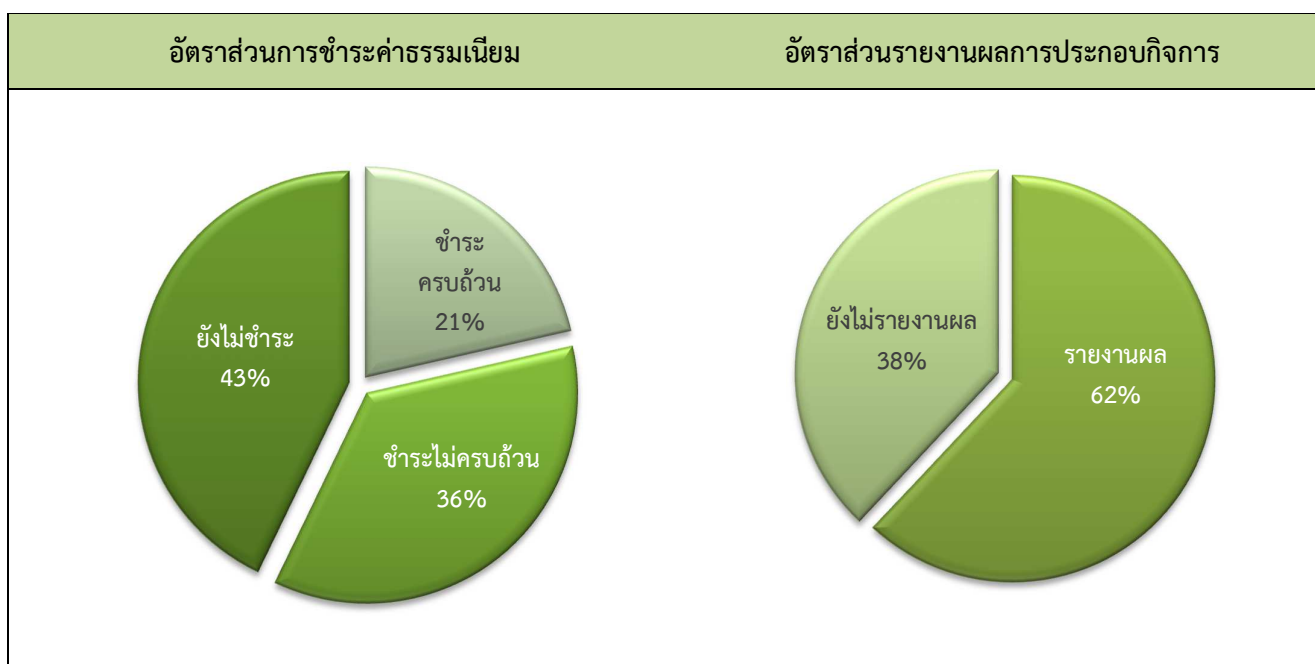 อัตราส่วนการชำระค่าธรรมเนียม
อัตราส่วนรายงานผลการประกอบกิจการ
ชำระ
ครบถ้วน
21%
ยังไม่ชำระ
43%
ชำระไม่ครบถ้วน
36%
ยังไม่รายงานผล
38%
รายงานผล
62%